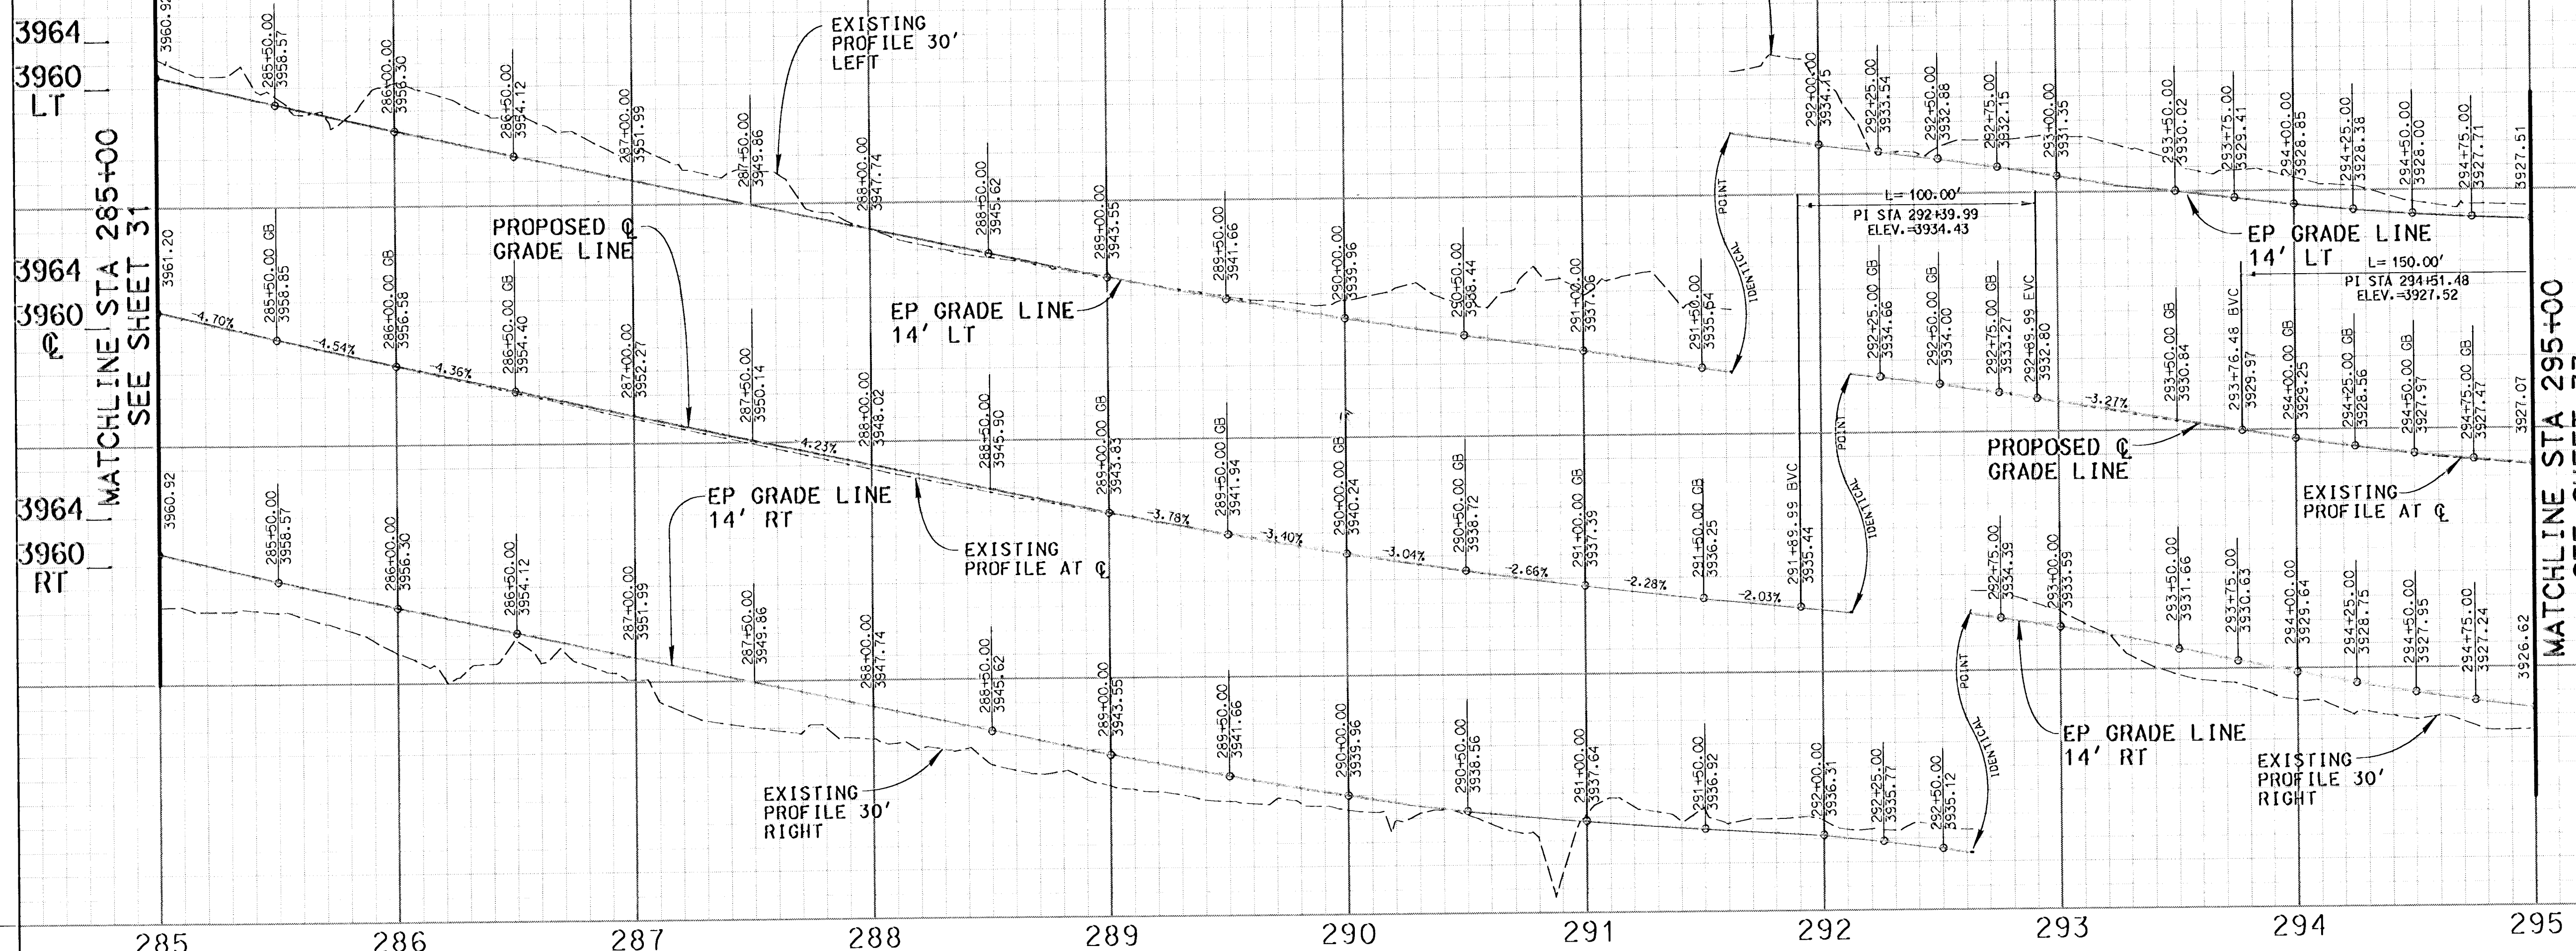 3964
3960
LT
MATCHLINE STA 285+00
SEE SHEET 31
3964
3960
℄
3964
3960
RT
285+50.00
3958.57
286+00.00
3956.30
286+50.00
3954.12
287+00.00
3951.99
287+50.00
3949.86
288+00.00
3947.74
288+50.00
3945.62
289+00.00
3943.55
289+50.00
3941.66
290+00.00
3939.96
290+50.00
3938.44
291+00.00
3937.06
291+50.00
3935.64
EXISTING
PROFILE 30'
LEFT
EP GRADE LINE
14' LT
IDENTICAL
POINT
292+00.00
3934.15
292+25.00
3933.54
292+50.00
3932.88
292+75.00
3932.15
293+00.00
3931.35
293+50.00
3930.02
293+75.00
3929.41
294+00.00
3928.85
294+25.00
3928.38
294+50.00
3928.00
294+75.00
3927.71
3927.51
EP GRADE LINE
14' LT
L= 100.00'
PI STA 292+39.99
ELEV.=3934.43
L= 150.00'
PI STA 294+51.48
ELEV.=3927.52
3961.20
285+50.00 GB
3958.85
286+00.00 GB
3956.58
286+50.00 GB
3954.40
287+00.00
3952.27
287+50.00
3950.14
288+00.00
3948.02
288+50.00
3945.90
289+00.00 GB
3943.83
289+50.00 GB
3941.94
290+00.00 GB
3940.24
290+50.00 GB
3938.72
291+00.00 GB
3937.39
291+50.00 GB
3936.25
291+89.99 BVC
3935.44
-4.70%
-4.54%
-4.36%
-4.23%
-3.78%
-3.40%
-3.04%
-2.66%
-2.28%
-2.03%
PROPOSED ℄
GRADE LINE
EXISTING
PROFILE AT ℄
IDENTICAL
POINT
292+25.00 GB
3934.66
292+50.00 GB
3934.00
292+75.00 GB
3933.27
292+89.99 EVC
3932.80
-3.27%
293+50.00 GB
3930.84
293+76.48 BVC
3929.97
294+00.00 GB
3929.25
294+25.00 GB
3928.56
294+50.00 GB
3927.97
294+75.00 GB
3927.47
3927.07
PROPOSED ℄
GRADE LINE
EXISTING
PROFILE AT ℄
3960.92
285+50.00
3958.57
286+00.00
3956.30
286+50.00
3954.12
287+00.00
3951.99
287+50.00
3949.86
288+00.00
3947.74
288+50.00
3945.62
289+00.00
3943.55
289+50.00
3941.66
290+00.00
3939.96
290+50.00
3938.56
291+00.00
3937.64
291+50.00
3936.92
292+00.00
3936.31
292+25.00
3935.77
292+50.00
3935.12
EP GRADE LINE
14' RT
EXISTING
PROFILE 30'
RIGHT
IDENTICAL
POINT
292+75.00
3934.39
293+00.00
3933.59
293+50.00
3931.66
293+75.00
3930.63
294+00.00
3929.64
294+25.00
3928.75
294+50.00
3927.95
294+75.00
3927.24
3926.62
EP GRADE LINE
14' RT
EXISTING
PROFILE 30'
RIGHT
MATCHLINE STA 295+00
285 286 287 288 289 290 291 292 293 294 295